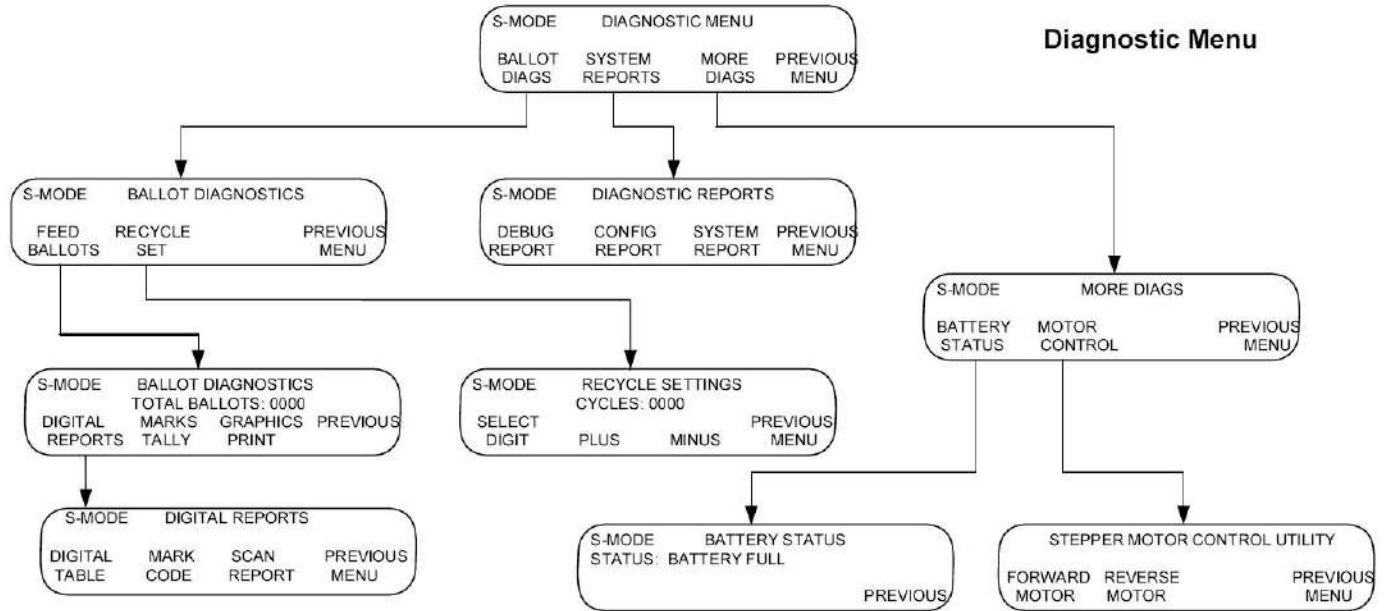 Diagnostic Menu
S-MODE DIAGNOSTIC MENU
BALLOT SYSTEM MORE PREVIOUS
DIAGS REPORTS DIAGS MENU
S-MODE BALLOT DIAGNOSTICS
FEED RECYCLE PREVIOUS
BALLOTS SET MENU
S-MODE DIAGNOSTIC REPORTS
DEBUG CONFIG SYSTEM PREVIOUS
REPORT REPORT REPORT MENU
S-MODE MORE DIAGS
BATTERY MOTOR PREVIOUS
STATUS CONTROL MENU
S-MODE BALLOT DIAGNOSTICS
TOTAL BALLOTS: 0000
DIGITAL MARKS GRAPHICS PREVIOUS
REPORTS TALLY PRINT
S-MODE RECYCLE SETTINGS
CYCLES: 0000
SELECT PREVIOUS
DIGIT PLUS MINUS MENU
S-MODE DIGITAL REPORTS
DIGITAL MARK SCAN PREVIOUS
TABLE CODE REPORT MENU
S-MODE BATTERY STATUS
STATUS: BATTERY FULL
PREVIOUS
STEPPER MOTOR CONTROL UTILITY
FORWARD REVERSE PREVIOUS
MOTOR MOTOR MENU